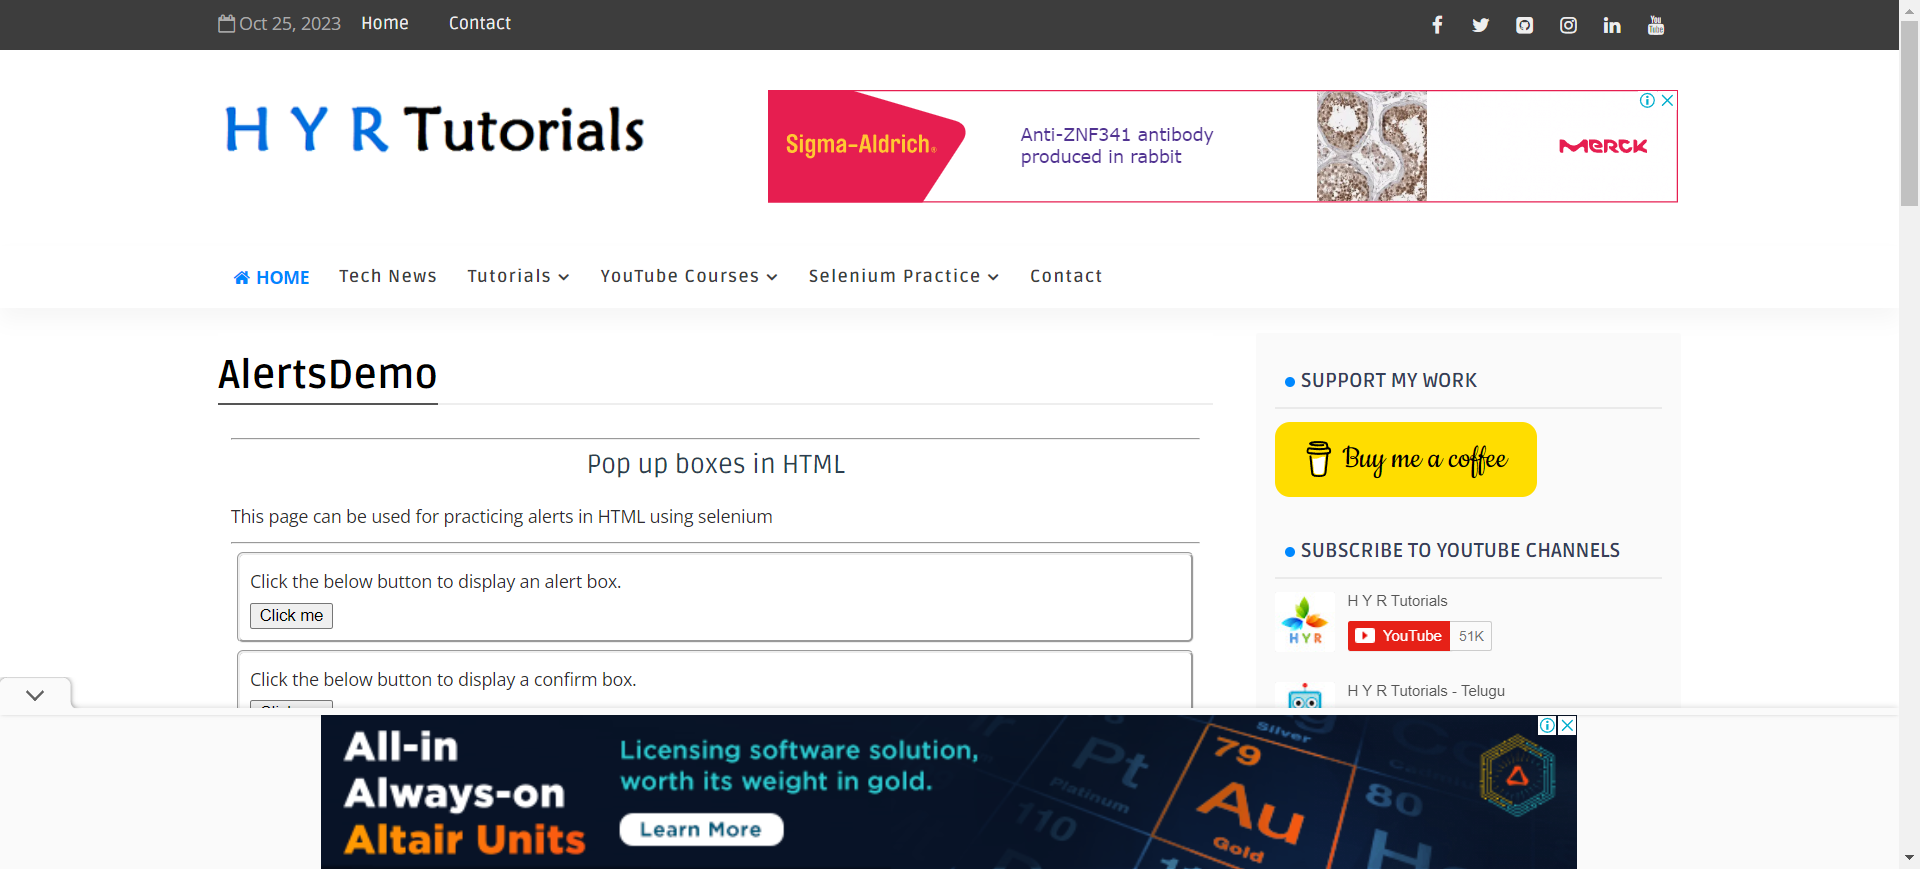 Oct 25, 2023 Home Contact
You Tube
H Y R Tutorials
Sigma-Aldrich®
Anti-ZNF341 antibody
produced in rabbit
MERCK
HOME Tech News Tutorials YouTube Courses Selenium Practice Contact
AlertsDemo
Pop up boxes in HTML
This page can be used for practicing alerts in HTML using selenium
Click the below button to display an alert box.
Click me
Click the below button to display a confirm box.
SUPPORT MY WORK
Buy me a coffee
SUBSCRIBE TO YOUTUBE CHANNELS
H Y R Tutorials
HYR
YouTube 51K
H Y R Tutorials - Telugu
All-in
Always-on
Altair Units
Licensing software solution,
worth its weight in gold.
Learn More
Pt
Platinum
110
Silver
79
Au
Gold
80